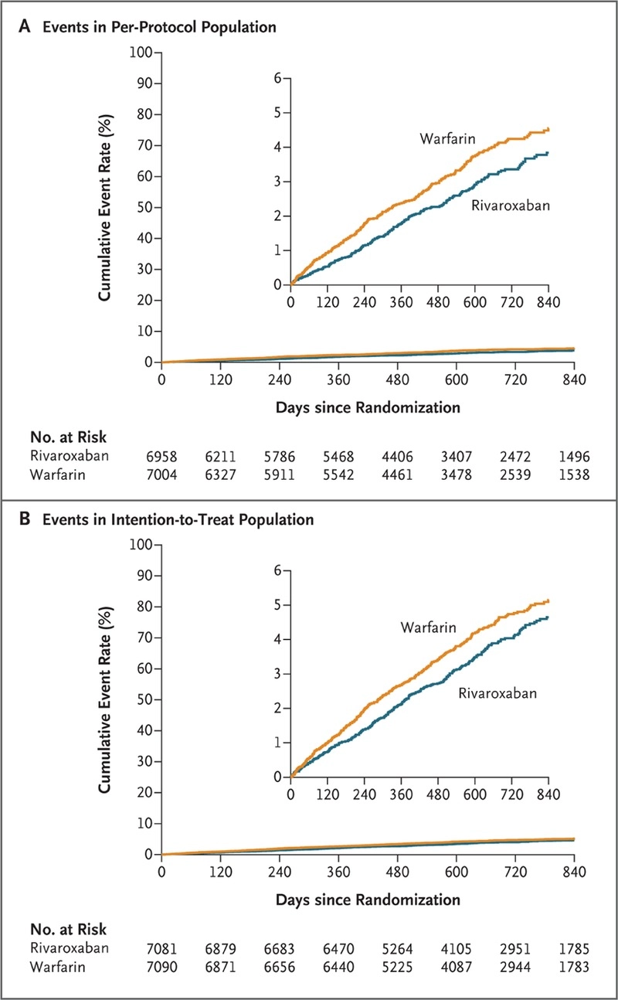 A Events in Per-Protocol Population
100
90
80
70
60
50
40
30
20
10
0
Cumulative Event Rate (%)
6
5
4
3
2
1
0
Warfarin
Rivaroxaban
0 120 240 360 480 600 720 840
0 120 240 360 480 600 720 840
Days since Randomization
No. at Risk
Rivaroxaban 6958 6211 5786 5468 4406 3407 2472 1496
Warfarin 7004 6327 5911 5542 4461 3478 2539 1538
B Events in Intention-to-Treat Population
100
90
80
70
60
50
40
30
20
10
0
Cumulative Event Rate (%)
6
5
4
3
2
1
0
Warfarin
Rivaroxaban
0 120 240 360 480 600 720 840
0 120 240 360 480 600 720 840
Days since Randomization
No. at Risk
Rivaroxaban 7081 6879 6683 6470 5264 4105 2951 1785
Warfarin 7090 6871 6656 6440 5225 4087 2944 1783